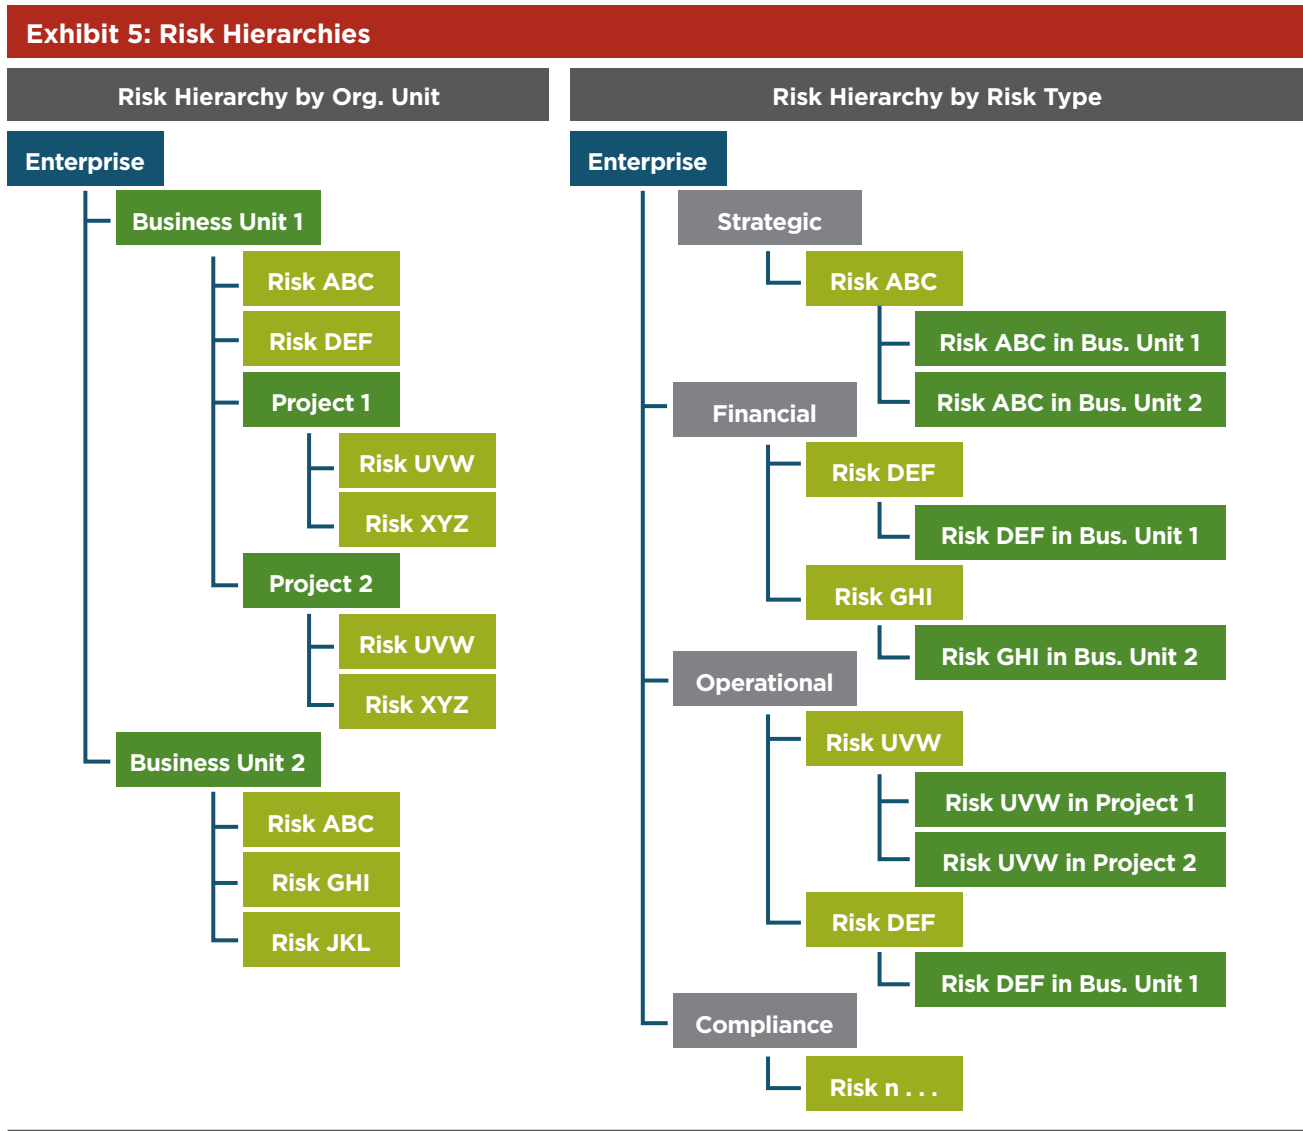 Exhibit 5: Risk Hierarchies
Risk Hierarchy by Org. Unit
Enterprise
Business Unit 1
Risk ABC
Risk DEF
Project 1
Risk UVW
Risk XYZ
Project 2
Risk UVW
Risk XYZ
Business Unit 2
Risk ABC
Risk GHI
Risk JKL
Risk Hierarchy by Risk Type
Enterprise
Strategic
Risk ABC
Risk ABC in Bus. Unit 1
Risk ABC in Bus. Unit 2
Financial
Risk DEF
Risk DEF in Bus. Unit 1
Risk GHI
Risk GHI in Bus. Unit 2
Operational
Risk UVW
Risk UVW in Project 1
Risk UVW in Project 2
Risk DEF
Risk DEF in Bus. Unit 1
Compliance
Risk n . . .